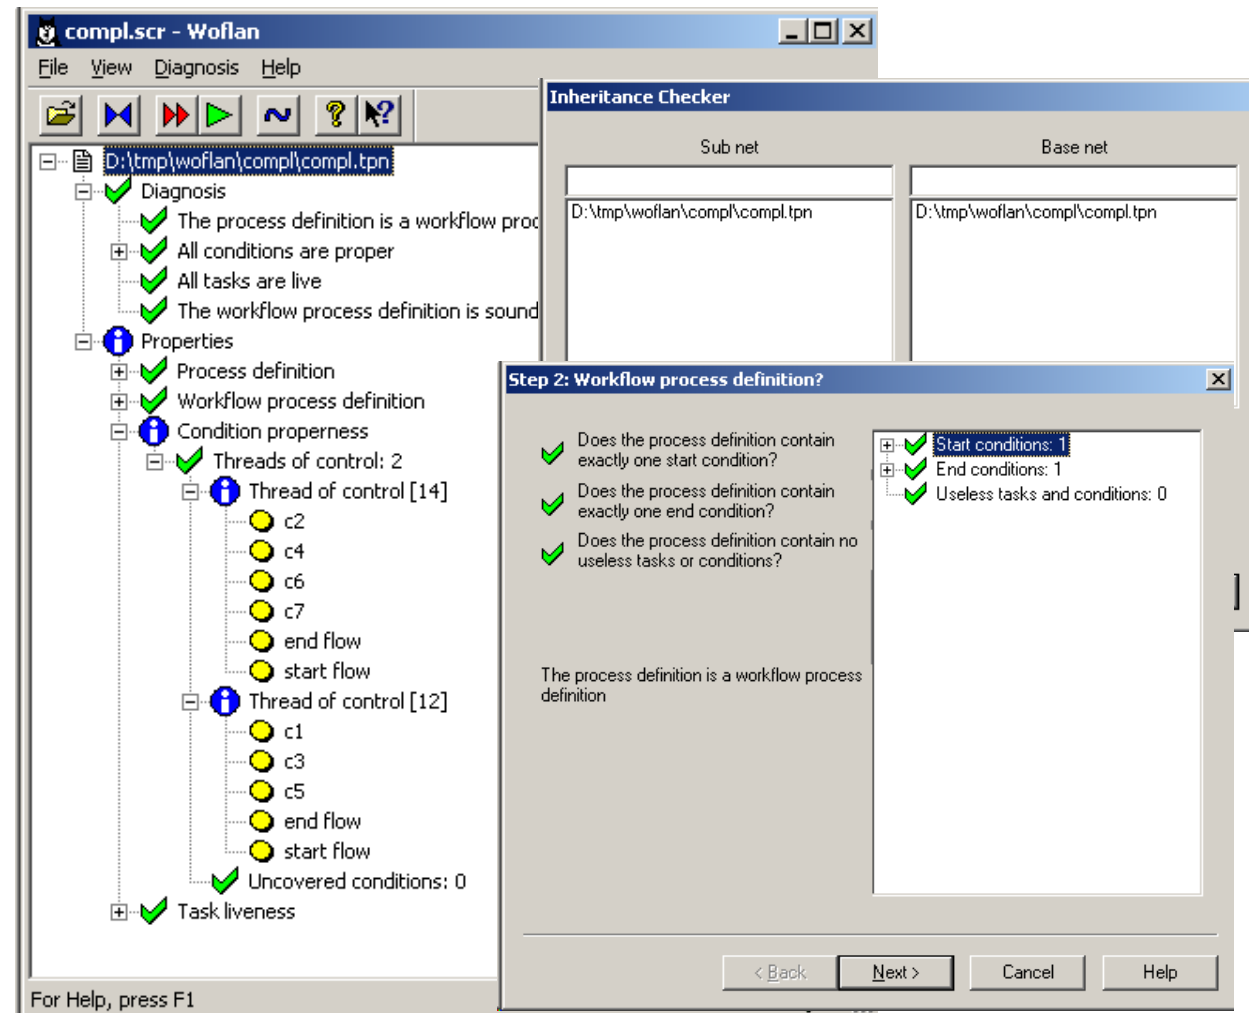 compl.scr - Woflan
File View Diagnosis Help
D:\tmp\woflan\compl\compl.tpn
Diagnosis
The process definition is a workflow proc
All conditions are proper
All tasks are live
The workflow process definition is sound
Properties
Process definition
Workflow process definition
Condition properness
Threads of control: 2
Thread of control [14]
c2
c4
c6
c7
end flow
start flow
Thread of control [12]
c1
c3
c5
end flow
start flow
Uncovered conditions: 0
Task liveness
For Help, press F1
Inheritance Checker
Sub net
Base net
D:\tmp\woflan\compl\compl.tpn
D:\tmp\woflan\compl\compl.tpn
Step 2: Workflow process definition?
Does the process definition contain
exactly one start condition?
Does the process definition contain
exactly one end condition?
Does the process definition contain no
useless tasks or conditions?
The process definition is a workflow process
definition
Start conditions: 1
End conditions: 1
Useless tasks and conditions: 0
< Back
Next >
Cancel
Help